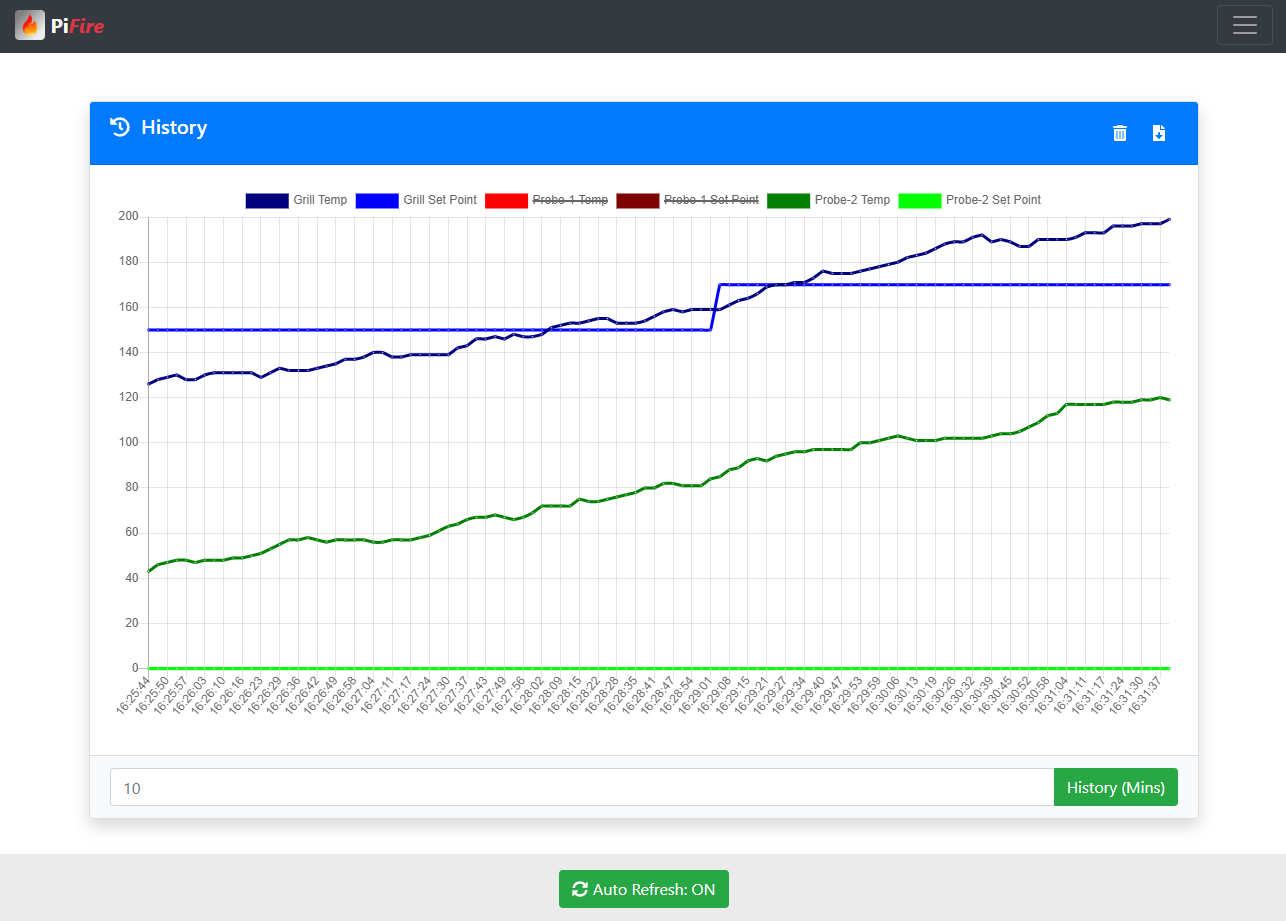 PiFire
History
Grill Temp Grill Set Point Probe-1 Temp Probe-1 Set Point Probe-2 Temp Probe-2 Set Point
200
180
160
140
120
100
80
60
40
20
0
16:25:44 16:25:50 16:25:57 16:26:03 16:26:10 16:26:16 16:26:23 16:26:29 16:26:36 16:26:42 16:26:49 16:26:58 16:27:04 16:27:11 16:27:17 16:27:24 16:27:30 16:27:37 16:27:43 16:27:49 16:27:56 16:28:02 16:28:09 16:28:15 16:28:22 16:28:28 16:28:35 16:28:41 16:28:47 16:28:54 16:29:01 16:29:08 16:29:15 16:29:21 16:29:27 16:29:34 16:29:40 16:29:47 16:29:53 16:29:59 16:30:06 16:30:13 16:30:19 16:30:26 16:30:32 16:30:39 16:30:45 16:30:52 16:30:58 16:31:04 16:31:11 16:31:17 16:31:24 16:31:30 16:31:37
10 History (Mins)
Auto Refresh: ON